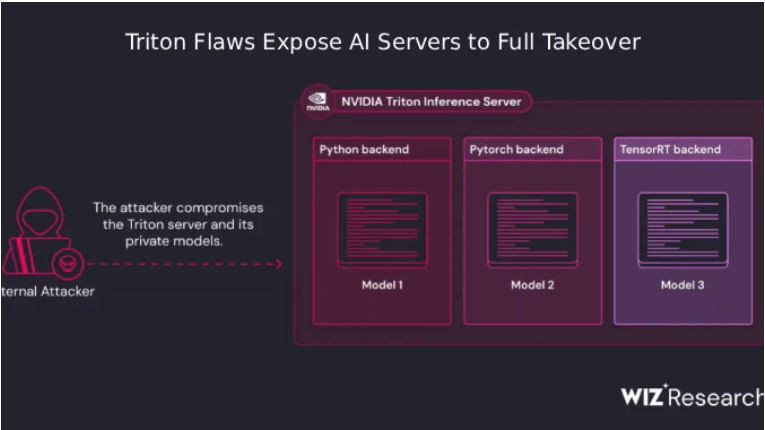 Triton Flaws Expose AI Servers to Full Takeover
NVIDIA
NVIDIA Triton Inference Server
Python backend
Pytorch backend
TensorRT backend
The attacker compromises
the Triton server and its
private models.
Model 1
Model 2
Model 3
ternal Attacker
WIZ Research